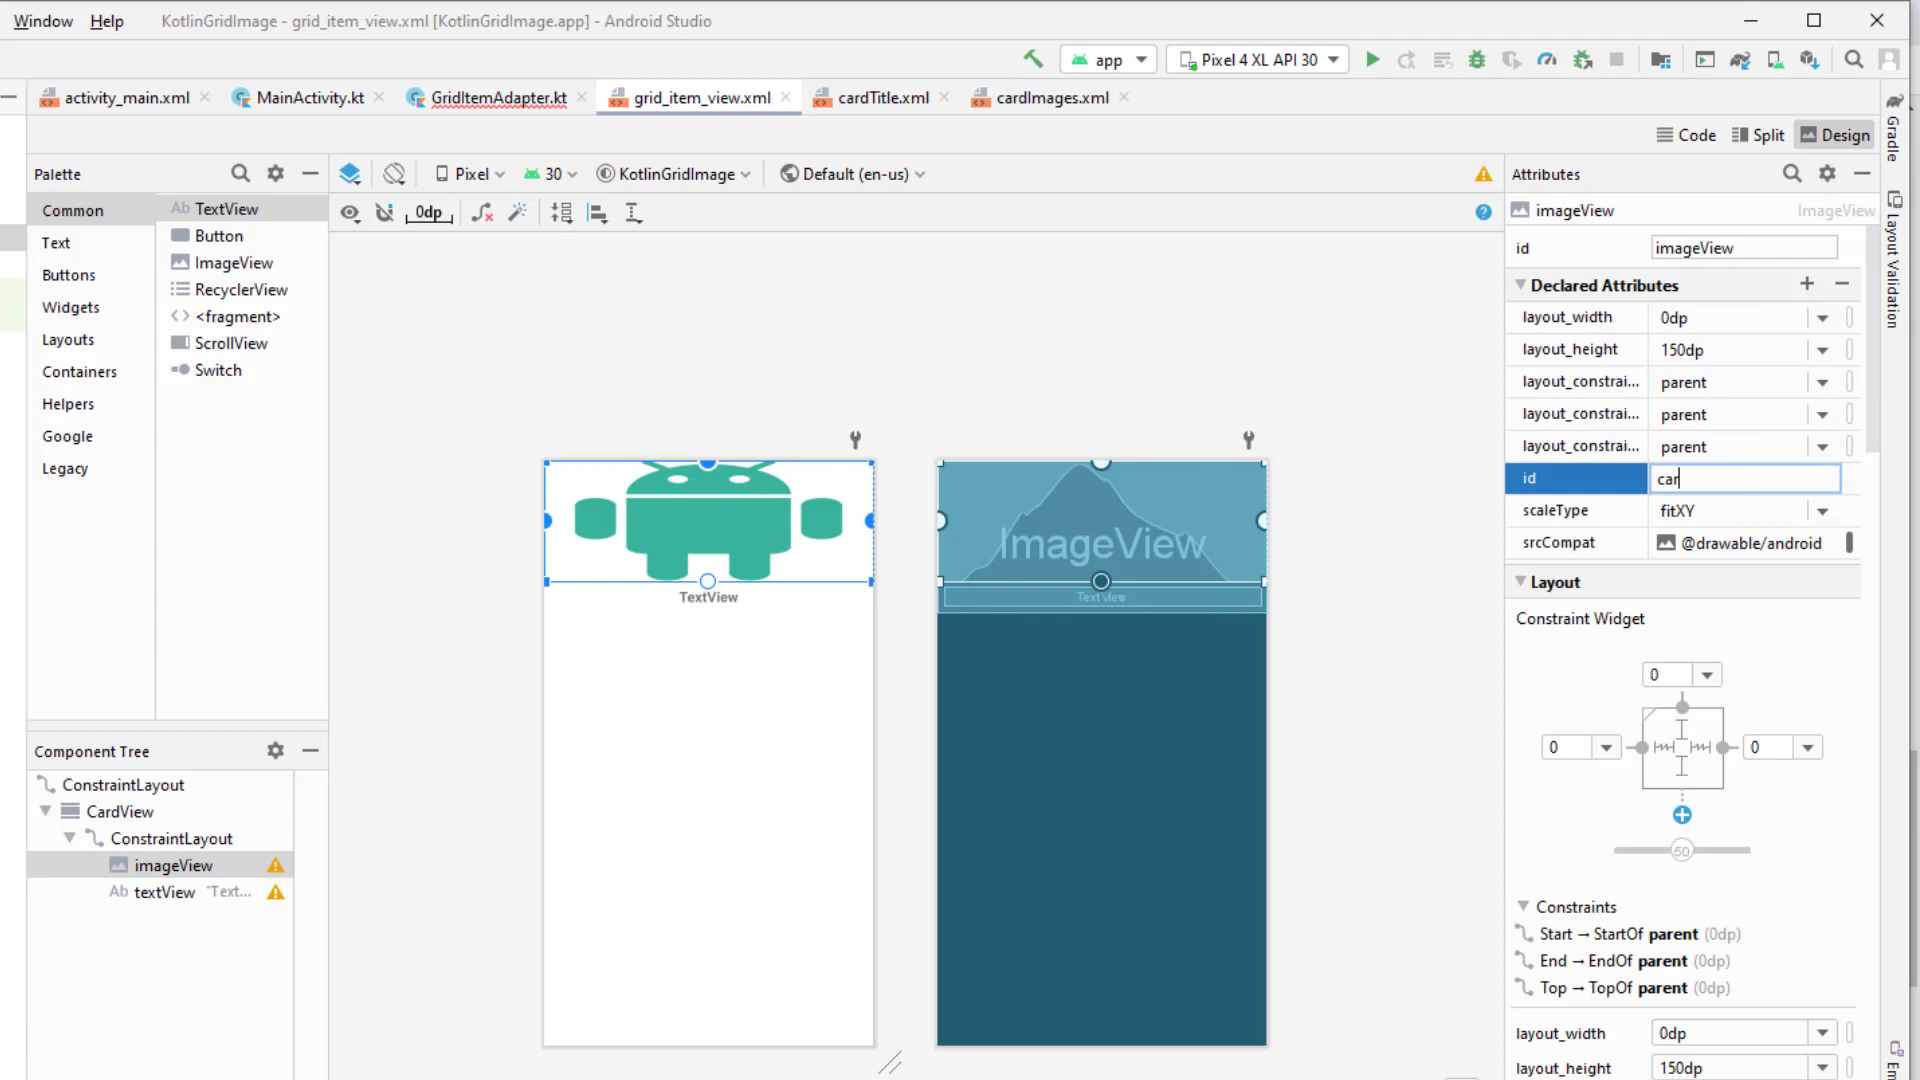 Window Help KotlinGridImage - grid_item_view.xml [KotlinGridImage.app] - Android Studio
app Pixel 4 XL API 30
activity_main.xml MainActivity.kt GridItemAdapter.kt grid_item_view.xml cardTitle.xml cardImages.xml
Code Split Design
Palette
Common
Text
Buttons
Widgets
Layouts
Containers
Helpers
Google
Legacy
Ab TextView
Button
ImageView
RecyclerView
<> <fragment>
ScrollView
Switch
Pixel 30 KotlinGridImage Default (en-us)
0dp
TextView
ImageView
TextView
Component Tree
ConstraintLayout
CardView
ConstraintLayout
imageView
Ab textView "Text...
Attributes
imageView ImageView
id imageView
Declared Attributes
layout_width 0dp
layout_height 150dp
layout_constrai... parent
layout_constrai... parent
layout_constrai... parent
id car
scaleType fitXY
srcCompat @drawable/android
Layout
Constraint Widget
0
0 0
50
Constraints
Start → StartOf parent (0dp)
End → EndOf parent (0dp)
Top → TopOf parent (0dp)
layout_width 0dp
layout_height 150dp
Gradle
Layout Validation